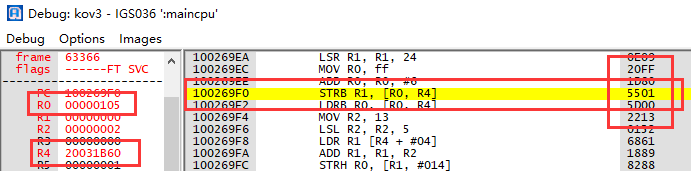 Debug: kov3 - IGS036 ':maincpu'
Debug Options Images
frame 63366
flags ------FT SVC
PC 100269F0
R0 00000105
R1 00000000
R2 00000002
R3 00000000
R4 20031B60
R5 00000001
100269EA LSR R1, R1, 24 0E09
100269EC MOV R0, ff 20FF
100269EE ADD R0, R0, #6 1D80
100269F0 STRB R1, [R0, R4] 5501
100269F2 LDRB R0, [R0, R4] 5D00
100269F4 MOV R2, 13 2213
100269F6 LSL R2, R2, 5 0152
100269F8 LDR R1 [R4 + #04] 6861
100269FA ADD R1, R1, R2 1889
100269FC STRH R0, [R1, #014] 8288